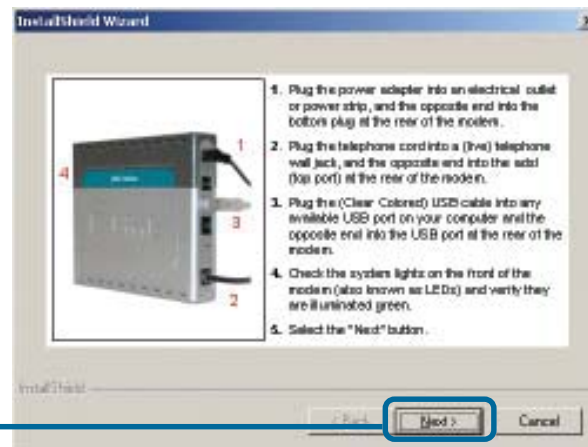 InstallShield Wizard
1. Plug the power adapter into an electrical outlet
or power strip, and the opposite end into the
bottom plug at the rear of the modem.
2. Plug the telephone cord into a (live) telephone
wall jack, and the opposite end into the adsl
(top port) at the rear of the modem.
3. Plug the (Clear Colored) USB cable into any
available USB port on your computer and the
opposite end into the USB port at the rear of the
modem.
4. Check the system lights on the front of the
modem (also known as LEDs) and verify they
are illuminated green.
5. Select the "Next" button.
1
4
3
2
InstallShield
< Back
Next >
Cancel